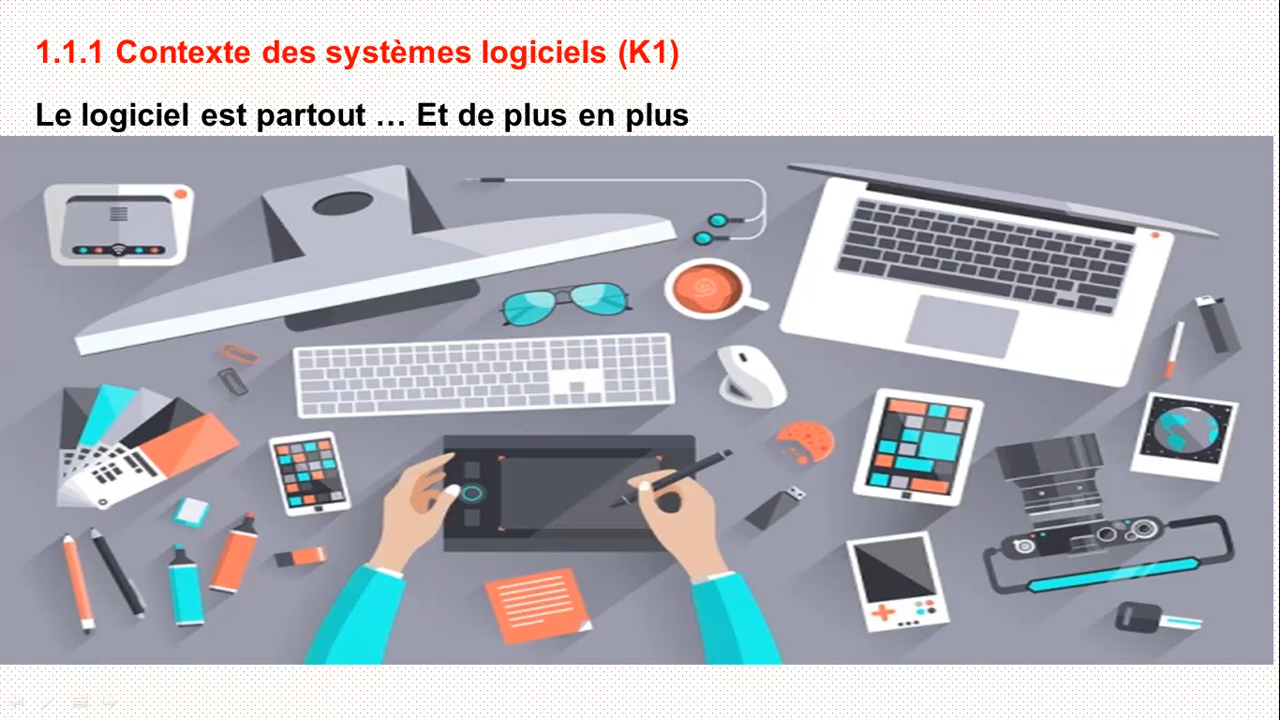 1.1.1 Contexte des systèmes logiciels (K1)
Le logiciel est partout … Et de plus en plus